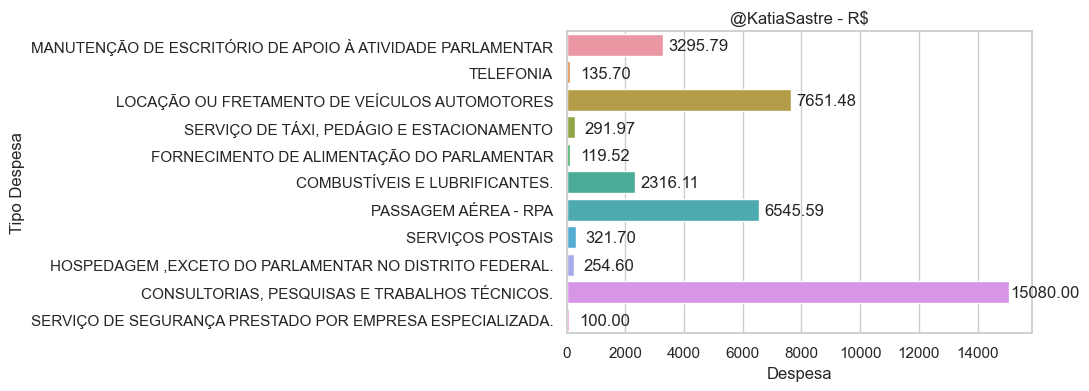 @KatiaSastre - R$
Tipo Despesa
MANUTENÇÃO DE ESCRITÓRIO DE APOIO À ATIVIDADE PARLAMENTAR 3295.79
TELEFONIA 135.70
LOCAÇÃO OU FRETAMENTO DE VEÍCULOS AUTOMOTORES 7651.48
SERVIÇO DE TÁXI, PEDÁGIO E ESTACIONAMENTO 291.97
FORNECIMENTO DE ALIMENTAÇÃO DO PARLAMENTAR 119.52
COMBUSTÍVEIS E LUBRIFICANTES. 2316.11
PASSAGEM AÉREA - RPA 6545.59
SERVIÇOS POSTAIS 321.70
HOSPEDAGEM ,EXCETO DO PARLAMENTAR NO DISTRITO FEDERAL. 254.60
CONSULTORIAS, PESQUISAS E TRABALHOS TÉCNICOS. 15080.00
SERVIÇO DE SEGURANÇA PRESTADO POR EMPRESA ESPECIALIZADA. 100.00
0 2000 4000 6000 8000 10000 12000 14000
Despesa